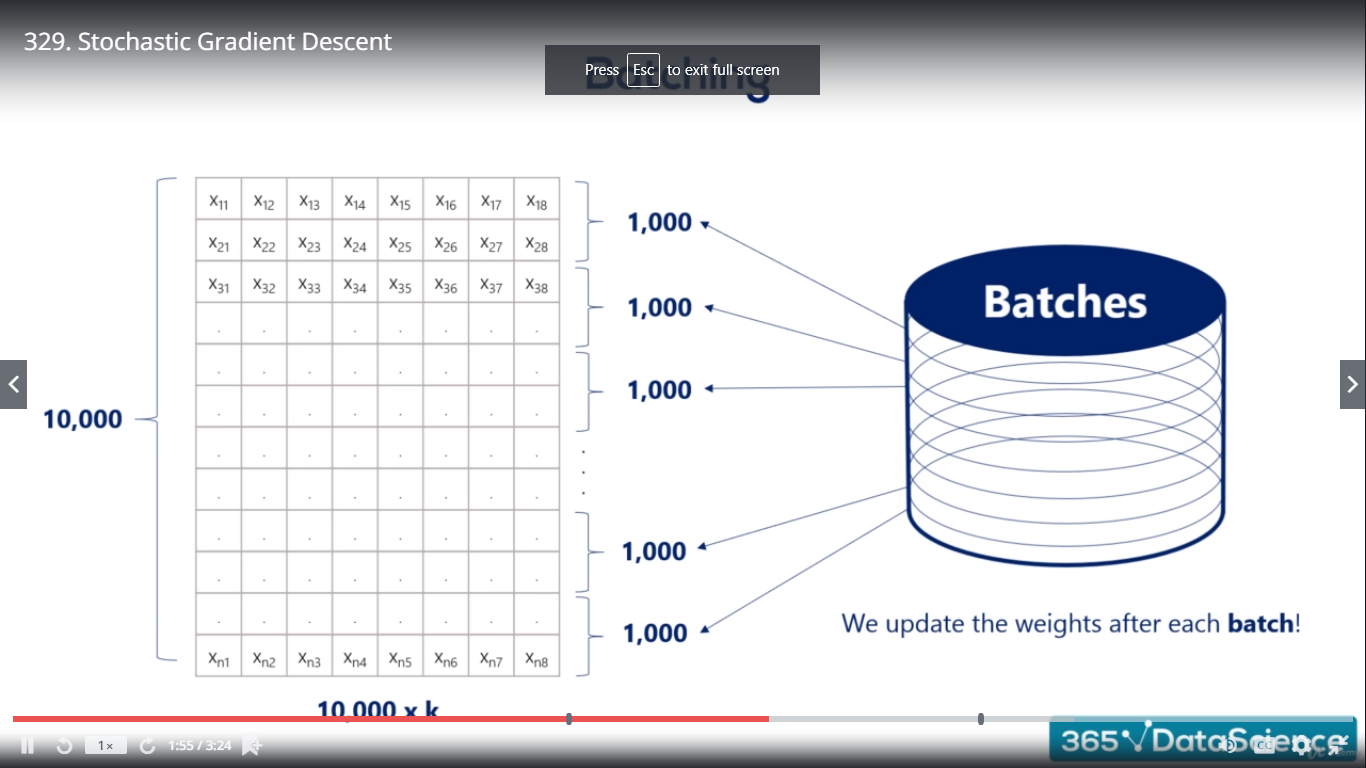 329. Stochastic Gradient Descent
Press Esc to exit full screen
Batching
x11 x12 x13 x14 x15 x16 x17 x18
x21 x22 x23 x24 x25 x26 x27 x28
x31 x32 x33 x34 x35 x36 x37 x38
. . . . . . . .
. . . . . . . .
. . . . . . . .
. . . . . . . .
. . . . . . . .
. . . . . . . .
. . . . . . . .
. . . . . . . .
xn1 xn2 xn3 xn4 xn5 xn6 xn7 xn8
10,000
10,000 x k
1,000
1,000
1,000
.
.
.
1,000
1,000
Batches
We update the weights after each batch!
1×
1:55 / 3:24
365 DataScience
CC